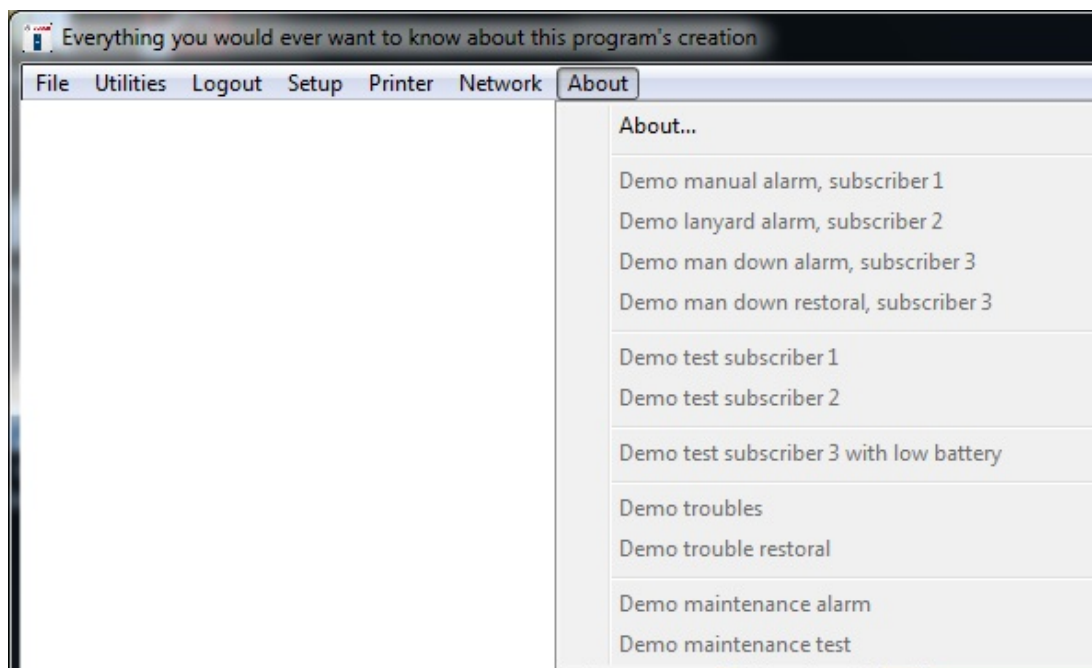 Everything you would ever want to know about this program's creation
File Utilities Logout Setup Printer Network About
About...
Demo manual alarm, subscriber 1
Demo lanyard alarm, subscriber 2
Demo man down alarm, subscriber 3
Demo man down restoral, subscriber 3
Demo test subscriber 1
Demo test subscriber 2
Demo test subscriber 3 with low battery
Demo troubles
Demo trouble restoral
Demo maintenance alarm
Demo maintenance test